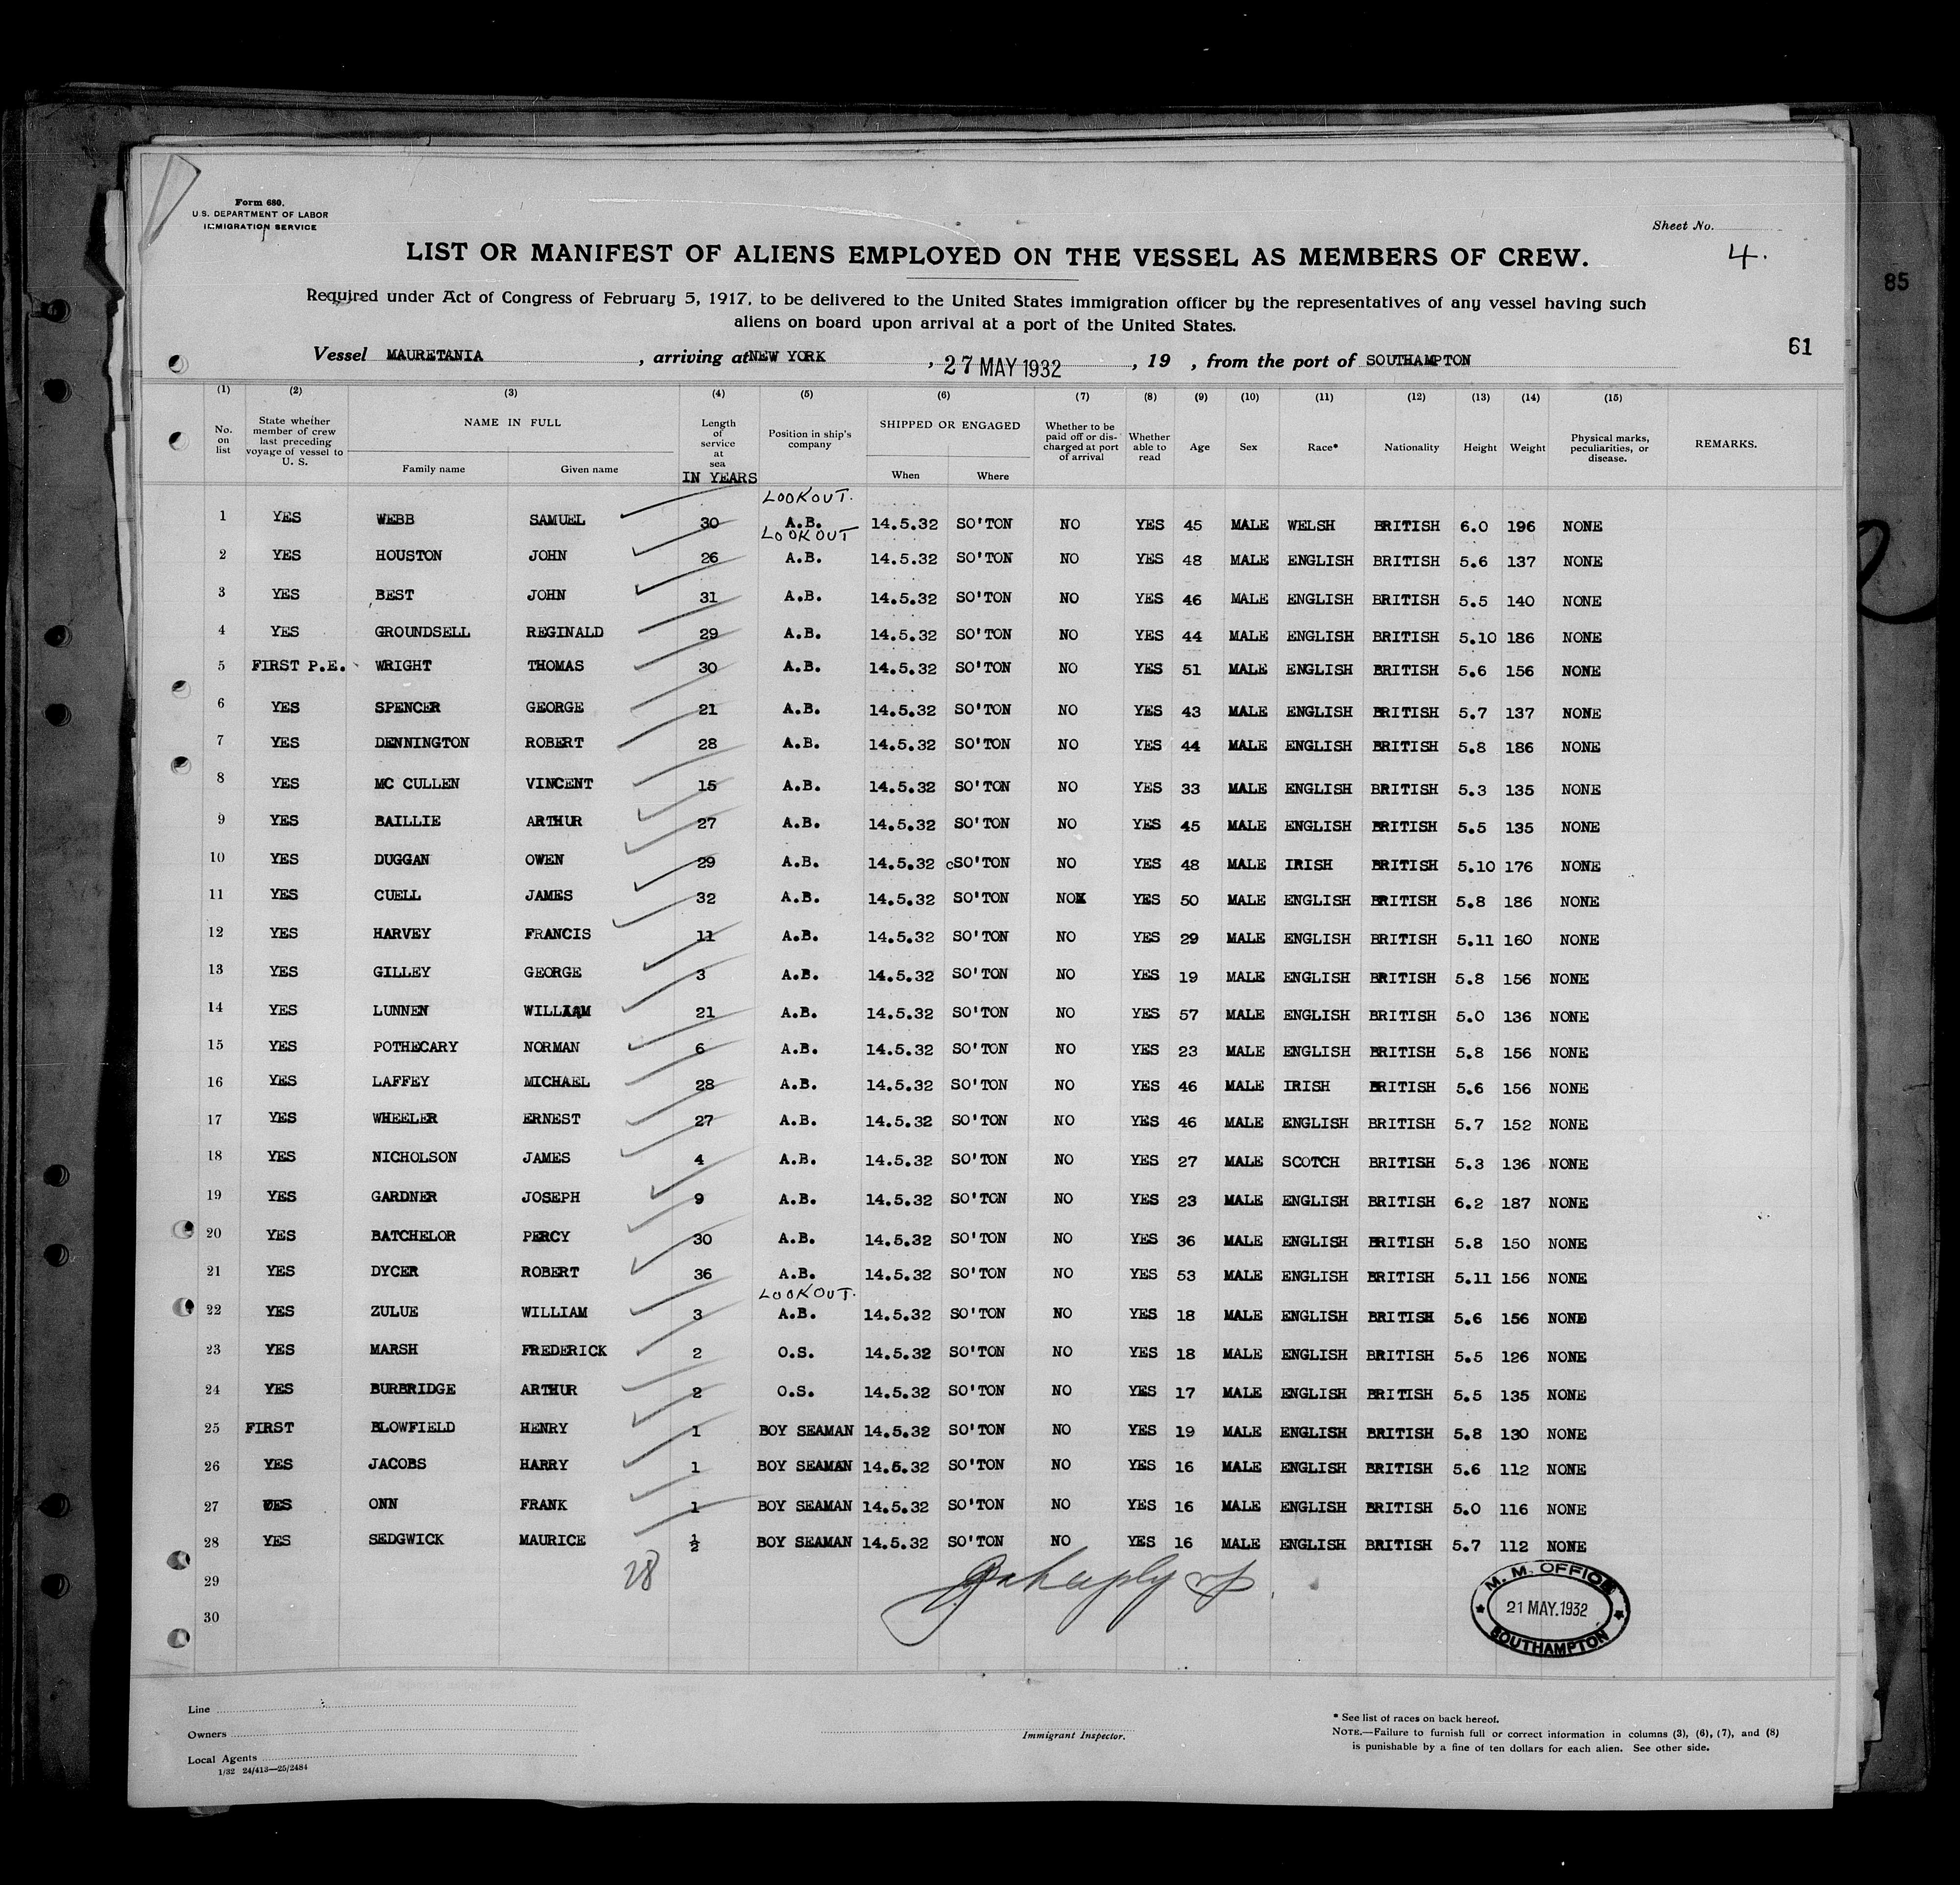 Form 680.
U.S. DEPARTMENT OF LABOR
IMMIGRATION SERVICE
Sheet No.
4.
85
LIST OR MANIFEST OF ALIENS EMPLOYED ON THE VESSEL AS MEMBERS OF CREW.
Required under Act of Congress of February 5, 1917, to be delivered to the United States immigration officer by the representatives of any vessel having such
aliens on board upon arrival at a port of the United States.
61
Vessel MAURETANIA, arriving at NEW YORK, 27 MAY 1932, 19 , from the port of SOUTHAMPTON
(1) (2) (3) (4) (5) (6) (7) (8) (9) (10) (11) (12) (13) (14) (15)
No. on list State whether member of crew last preceding voyage of vessel to U. S. NAME IN FULL Family name Given name Length of service at sea IN YEARS Position in ship's company SHIPPED OR ENGAGED When Where Whether to be paid off or discharged at port of arrival Whether able to read Age Sex Race* Nationality Height Weight Physical marks, peculiarities, or disease. REMARKS.
LOOKOUT.
1 YES WEBB SAMUEL 30 A.B. 14.5.32 SO'TON NO YES 45 MALE WELSH BRITISH 6.0 196 NONE
LOOKOUT
2 YES HOUSTON JOHN 26 A.B. 14.5.32 SO'TON NO YES 48 MALE ENGLISH BRITISH 5.6 137 NONE
3 YES BEST JOHN 31 A.B. 14.5.32 SO'TON NO YES 46 MALE ENGLISH BRITISH 5.5 140 NONE
4 YES GROUNDSELL REGINALD 29 A.B. 14.5.32 SO'TON NO YES 44 MALE ENGLISH BRITISH 5.10 186 NONE
5 FIRST P.E. WRIGHT THOMAS 30 A.B. 14.5.32 SO'TON NO YES 51 MALE ENGLISH BRITISH 5.6 156 NONE
6 YES SPENCER GEORGE 21 A.B. 14.5.32 SO'TON NO YES 43 MALE ENGLISH BRITISH 5.7 137 NONE
7 YES DENNINGTON ROBERT 28 A.B. 14.5.32 SO'TON NO YES 44 MALE ENGLISH BRITISH 5.8 186 NONE
8 YES MC CULLEN VINCENT 15 A.B. 14.5.32 SO'TON NO YES 33 MALE ENGLISH BRITISH 5.3 135 NONE
9 YES BAILLIE ARTHUR 27 A.B. 14.5.32 SO'TON NO YES 45 MALE ENGLISH BRITISH 5.5 135 NONE
10 YES DUGGAN OWEN 29 A.B. 14.5.32 cSO'TON NO YES 48 MALE IRISH BRITISH 5.10 176 NONE
11 YES CUELL JAMES 32 A.B. 14.5.32 SO'TON NOX YES 50 MALE ENGLISH BRITISH 5.8 186 NONE
12 YES HARVEY FRANCIS 11 A.B. 14.5.32 SO'TON NO YES 29 MALE ENGLISH BRITISH 5.11 160 NONE
13 YES GILLEY GEORGE 3 A.B. 14.5.32 SO'TON NO YES 19 MALE ENGLISH BRITISH 5.8 156 NONE
14 YES LUNNEN WILLIAM 21 A.B. 14.5.32 SO'TON NO YES 57 MALE ENGLISH BRITISH 5.0 136 NONE
15 YES POTHECARY NORMAN 6 A.B. 14.5.32 SO'TON NO YES 23 MALE ENGLISH BRITISH 5.8 156 NONE
16 YES LAFFEY MICHAEL 28 A.B. 14.5.32 SO'TON NO YES 46 MALE IRISH BRITISH 5.6 156 NONE
17 YES WHEELER ERNEST 27 A.B. 14.5.32 SO'TON NO YES 46 MALE ENGLISH BRITISH 5.7 152 NONE
18 YES NICHOLSON JAMES 4 A.B. 14.5.32 SO'TON NO YES 27 MALE SCOTCH BRITISH 5.3 136 NONE
19 YES GARDNER JOSEPH 9 A.B. 14.5.32 SO'TON NO YES 23 MALE ENGLISH BRITISH 6.2 187 NONE
20 YES BATCHELOR PERCY 30 A.B. 14.5.32 SO'TON NO YES 36 MALE ENGLISH BRITISH 5.8 150 NONE
21 YES DYCER ROBERT 36 A.B. 14.5.32 SO'TON NO YES 53 MALE ENGLISH BRITISH 5.11 156 NONE
LOOKOUT.
22 YES ZULUE WILLIAM 3 A.B. 14.5.32 SO'TON NO YES 18 MALE ENGLISH BRITISH 5.6 156 NONE
23 YES MARSH FREDERICK 2 O.S. 14.5.32 SO'TON NO YES 18 MALE ENGLISH BRITISH 5.5 126 NONE
24 YES BURBRIDGE ARTHUR 2 O.S. 14.5.32 SO'TON NO YES 17 MALE ENGLISH BRITISH 5.5 135 NONE
25 FIRST BLOWFIELD HENRY 1 BOY SEAMAN 14.5.32 SO'TON NO YES 19 MALE ENGLISH BRITISH 5.8 130 NONE
26 YES JACOBS HARRY 1 BOY SEAMAN 14.5.32 SO'TON NO YES 16 MALE ENGLISH BRITISH 5.6 112 NONE
27 YES ONN FRANK 1 BOY SEAMAN 14.5.32 SO'TON NO YES 16 MALE ENGLISH BRITISH 5.0 116 NONE
28 YES SEDGWICK MAURICE ½ BOY SEAMAN 14.5.32 SO'TON NO YES 16 MALE ENGLISH BRITISH 5.7 112 NONE
28
29
30
M. M. OFFICE
21 MAY. 1932
SOUTHAMPTON
Line
Owners
Local Agents
1/32 24/413—25/2484
Immigrant Inspector.
* See list of races on back hereof.
NOTE.—Failure to furnish full or correct information in columns (3), (6), (7), and (8)
is punishable by a fine of ten dollars for each alien. See other side.